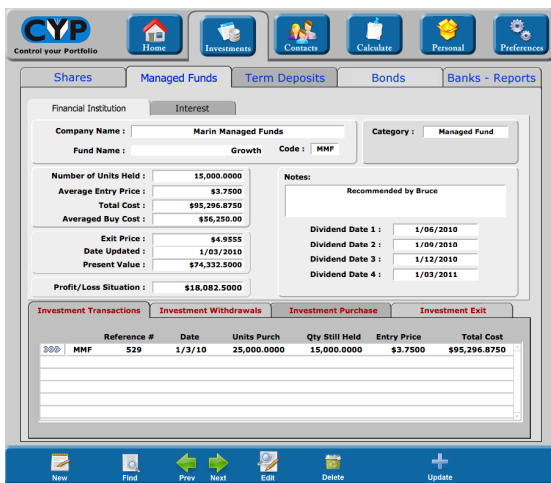 CYP
Control your Portfolio
Home
Investments
Contacts
Calculate
Personal
Preferences
Shares
Managed Funds
Term Deposits
Bonds
Banks - Reports
Financial Institution
Interest
Company Name : Marin Managed Funds
Category : Managed Fund
Fund Name : Growth Code : MMF
Number of Units Held : 15,000.0000
Average Entry Price : $3.7500
Total Cost : $95,296.8750
Averaged Buy Cost : $56,250.00
Notes:
Recommended by Bruce
Dividend Date 1 : 1/06/2010
Dividend Date 2 : 1/09/2010
Dividend Date 3 : 1/12/2010
Dividend Date 4 : 1/03/2011
Exit Price : $4.9555
Date Updated : 1/03/2010
Present Value : $74,332.5000
Profit/Loss Situation : $18,082.5000
Investment Transactions
Investment Withdrawals
Investment Purchase
Investment Exit
Reference # Date Units Purch Qty Still Held Entry Price Total Cost
MMF 529 1/3/10 25,000.0000 15,000.0000 $3.7500 $95,296.8750
New
Find
Prev
Next
Edit
Delete
Update